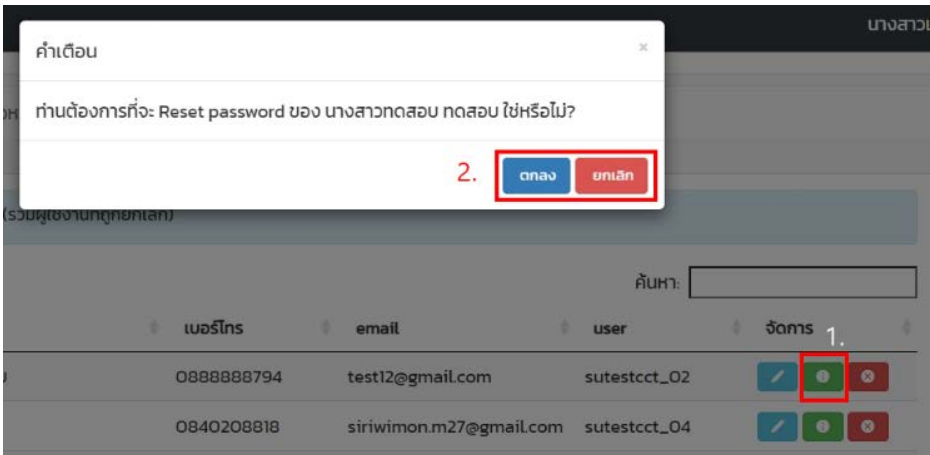 นางสาวเ
คำเตือน ×
ท่านต้องการที่จะ Reset password ของ นางสาวทดสอบ ทดสอบ ใช่หรือไม่?
2. ตกลง ยกเลิก
(รวมผู้ใช้งานที่ถูกยกเลิก)
ค้นหา:
เบอร์โทร email user จัดการ 1.
0888888794 test12@gmail.com sutestcct_02
0840208818 siriwimon.m27@gmail.com sutestcct_04